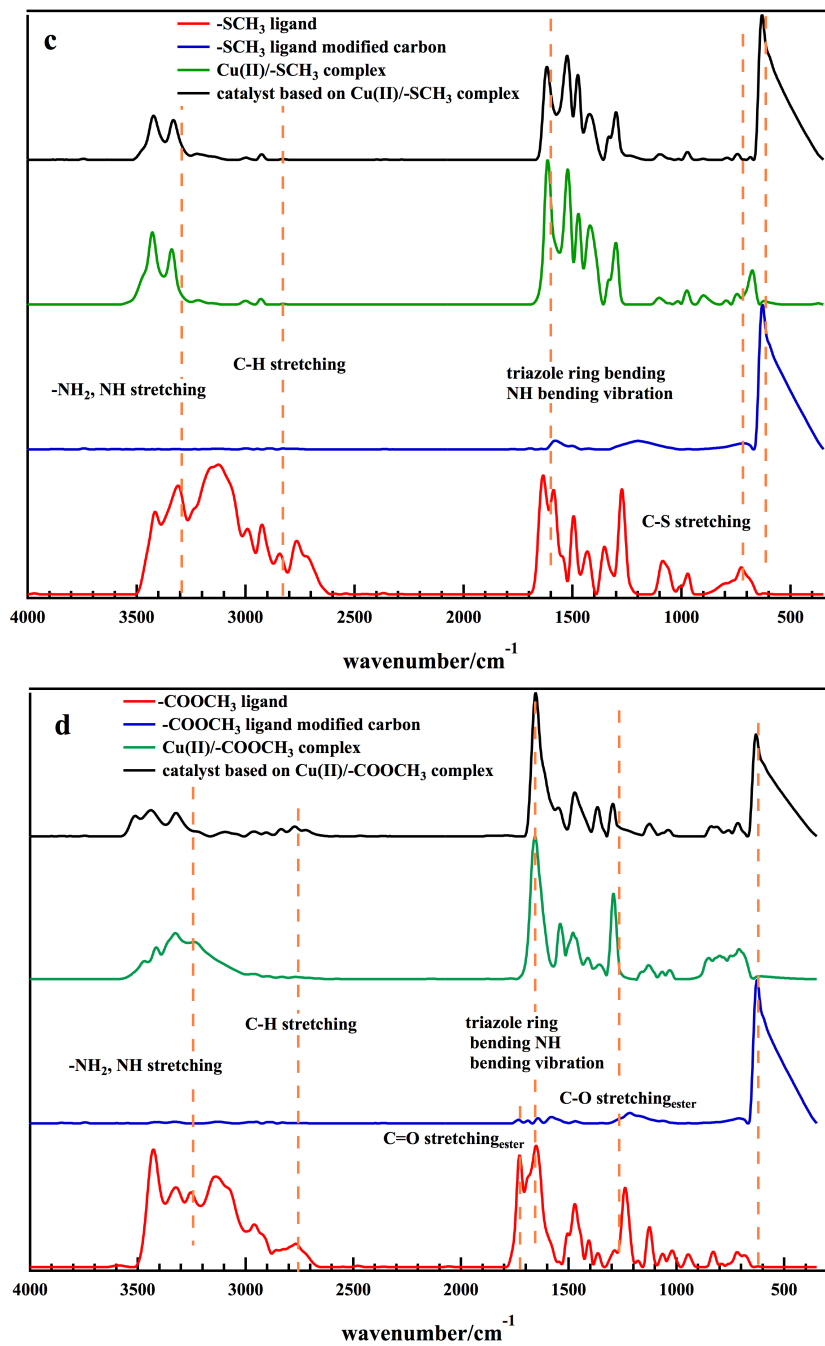 c
-SCH₃ ligand
-SCH₃ ligand modified carbon
Cu(II)/-SCH₃ complex
catalyst based on Cu(II)/-SCH₃ complex
C-H stretching
-NH₂, NH stretching
triazole ring bending
NH bending vibration
C-S stretching
4000 3500 3000 2500 2000 1500 1000 500
wavenumber/cm⁻¹
d
-COOCH₃ ligand
-COOCH₃ ligand modified carbon
Cu(II)/-COOCH₃ complex
catalyst based on Cu(II)/-COOCH₃ complex
C-H stretching
-NH₂, NH stretching
triazole ring
bending NH
bending vibration
C-O stretchingₑₛₜₑᵣ
C=O stretchingₑₛₜₑᵣ
4000 3500 3000 2500 2000 1500 1000 500
wavenumber/cm⁻¹